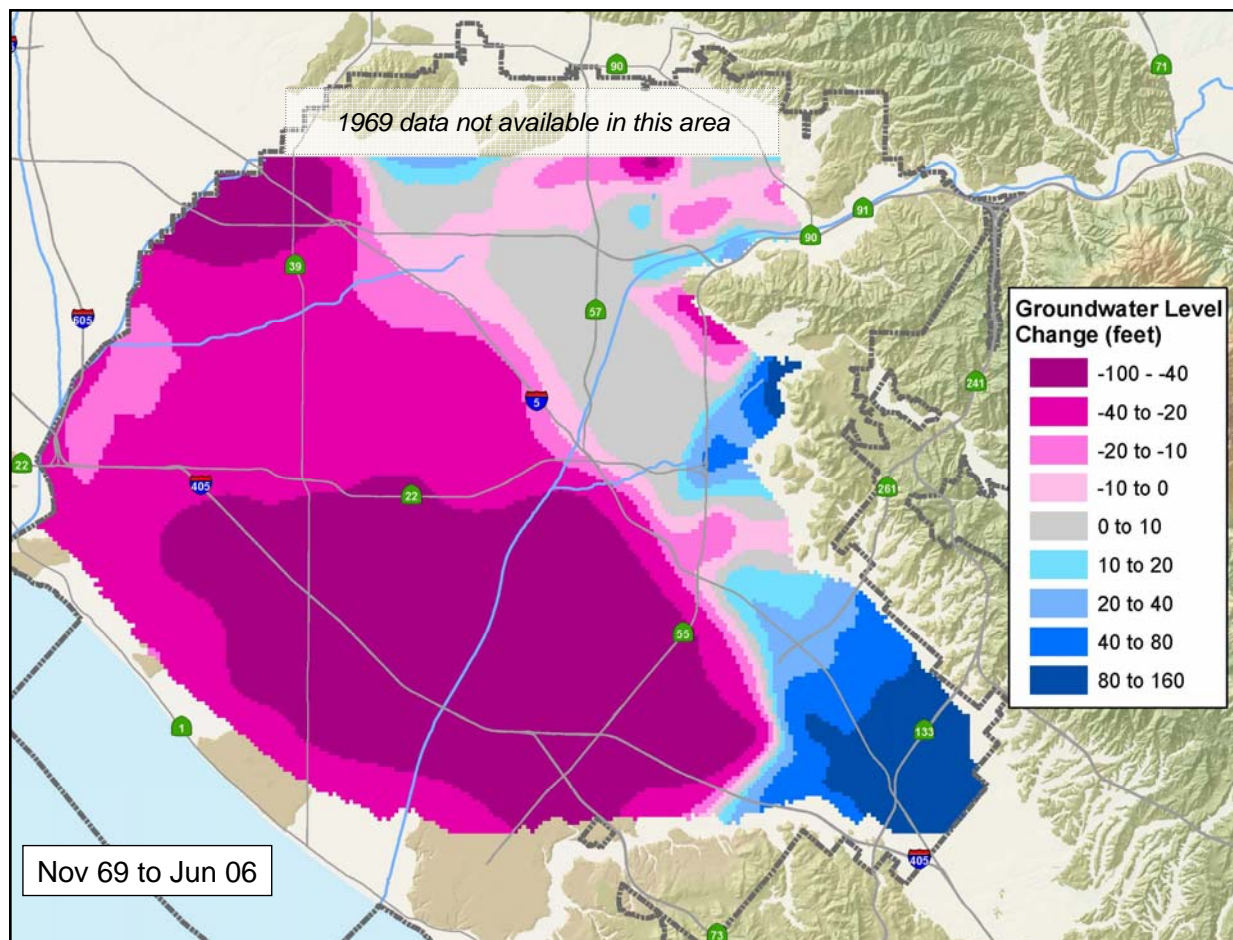 90
71
1969 data not available in this area
91
90
39
605
57
Groundwater Level
Change (feet)
-100 - -40
-40 to -20
-20 to -10
-10 to 0
0 to 10
10 to 20
20 to 40
40 to 80
80 to 160
241
5
22
405
22
261
55
1
133
Nov 69 to Jun 06
405
73